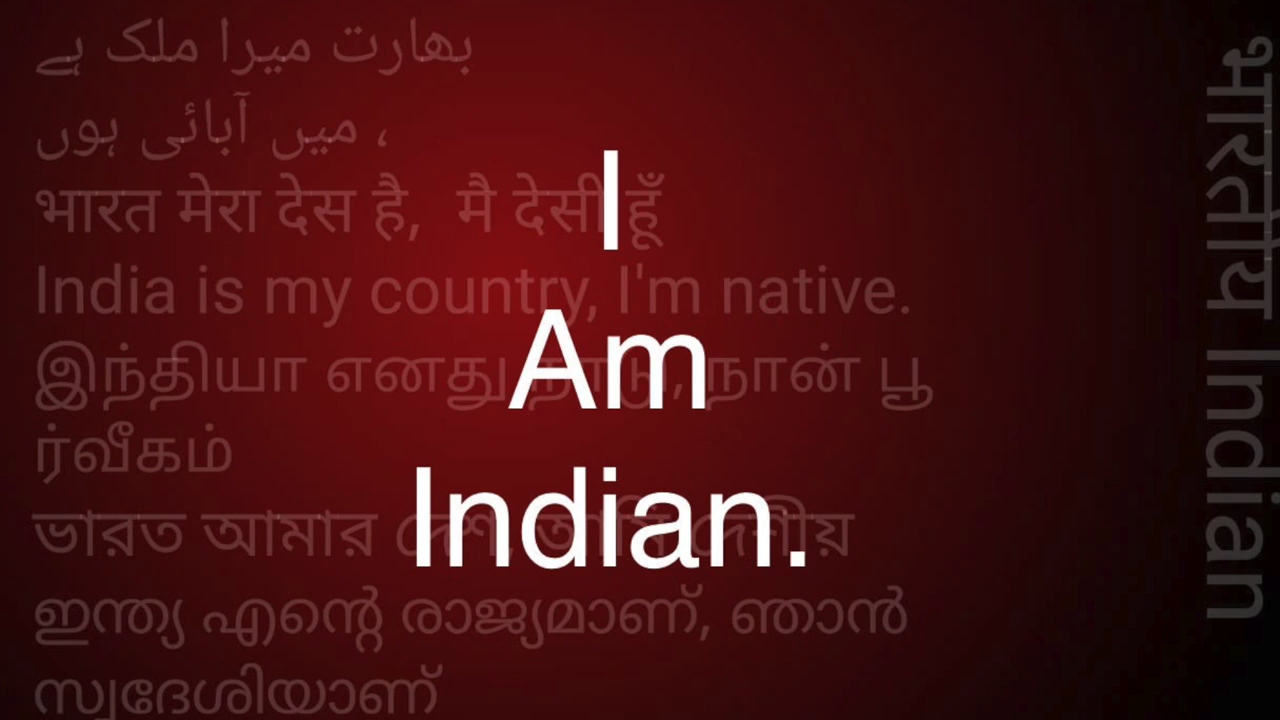 بھارت میرا ملک ہے
، میں آبائی ہوں
भारत मेरा देस है, मै देसी हूँ
India is my country, I'm native.
இந்தியா எனது நாடு, நான் பூ
ர்வீகம்
ভারত আমার দেশ, আমি দেশীয়
ഇന്ത്യ എന്റെ രാജ്യമാണ്, ഞാൻ
സ്വദേശിയാണ്
I
Am
Indian.
भारतीय Indian